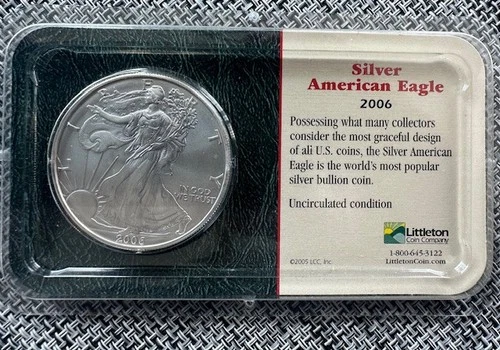 Silver
American Eagle
2006
Possessing what many collectors
consider the most graceful design
of all U.S. coins, the Silver American
Eagle is the world's most popular
silver bullion coin.
Uncirculated condition
Littleton
Coin Company
1-800-645-3122
LittletonCoin.com
©2005 LCC, Inc.
LIBERTY
IN GOD
WE TRUST
2006